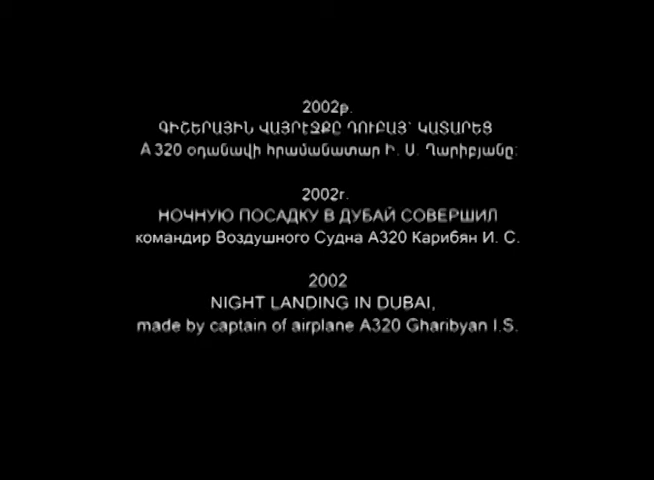 2002թ.
ԳԻՇԵՐԱՅԻՆ ՎԱՅՐԷՋՔԸ ԴՈՒԲԱՅ՝ ԿԱՏԱՐԵՑ
A 320 օդանավի հրամանատար Ի. Ս. Ղարիբյանը:
2002г.
НОЧНУЮ ПОСАДКУ В ДУБАЙ СОВЕРШИЛ
командир Воздушного Судна А320 Карибян И. С.
2002
NIGHT LANDING IN DUBAI,
made by captain of airplane A320 Gharibyan I.S.